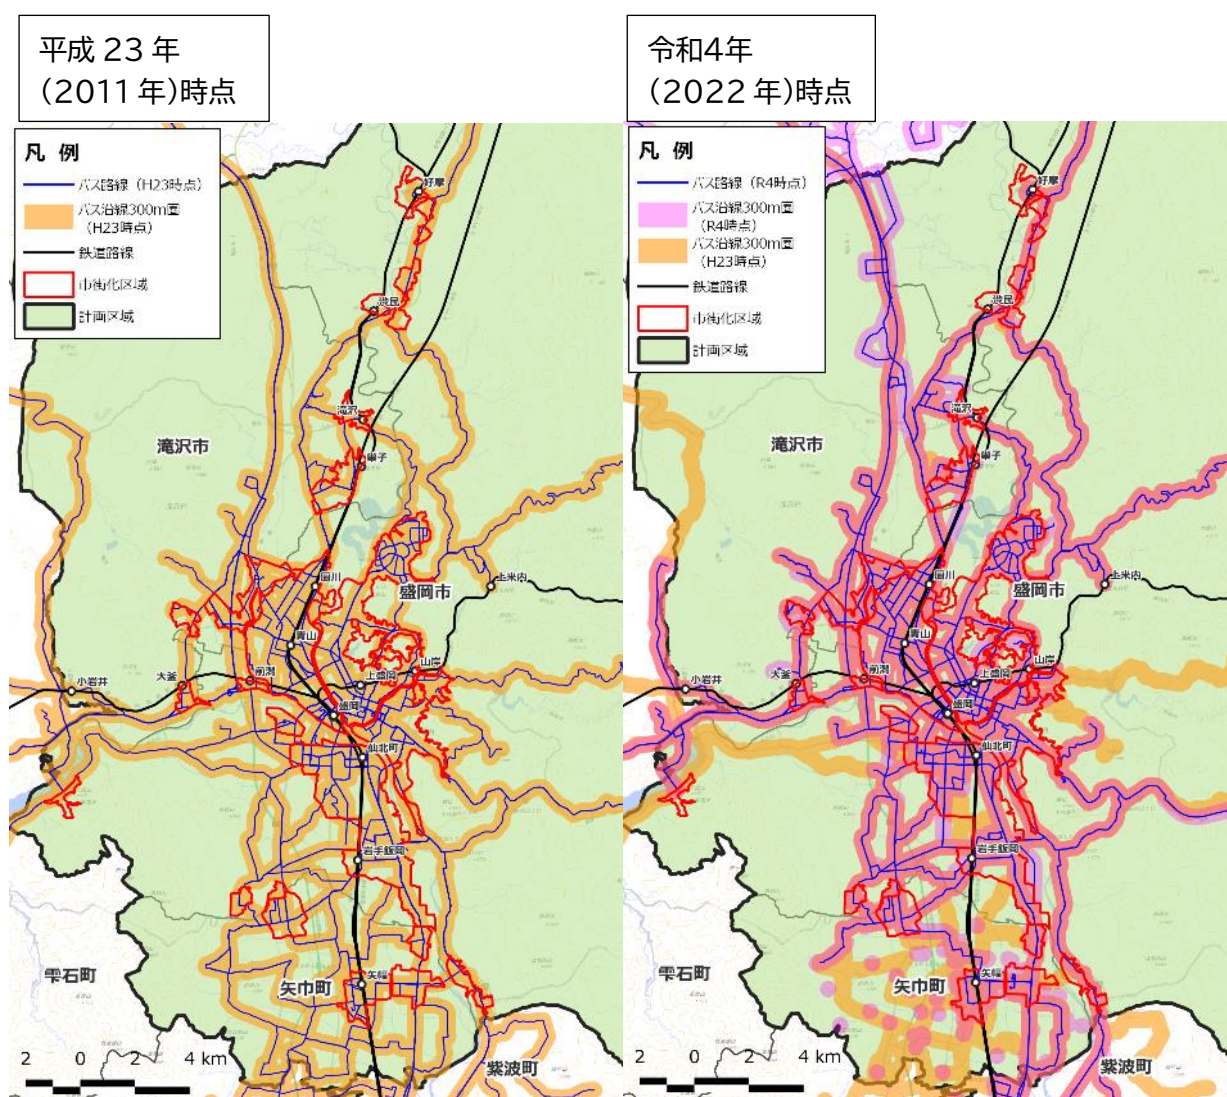 平成 23 年
(2011 年)時点
凡 例
バス路線（H23時点）
バス沿線300m圏
（H23時点）
鉄道路線
市街化区域
計画区域
好摩
渋民
滝沢
滝沢市
巣子
厨川
盛岡市
上米内
青山
山岸
小岩井
大釜
前潟
上盛岡
盛岡
仙北町
岩手飯岡
雫石町
矢巾町
矢幅
紫波町
2 0 2 4 km
令和4年
(2022 年)時点
凡 例
バス路線（R4時点）
バス沿線300m圏
（R4時点）
バス沿線300m圏
（H23時点）
鉄道路線
市街化区域
計画区域
好摩
渋民
滝沢
滝沢市
巣子
厨川
盛岡市
上米内
青山
山岸
小岩井
大釜
前潟
上盛岡
盛岡
仙北町
岩手飯岡
雫石町
矢巾町
矢幅
紫波町
2 0 2 4 km